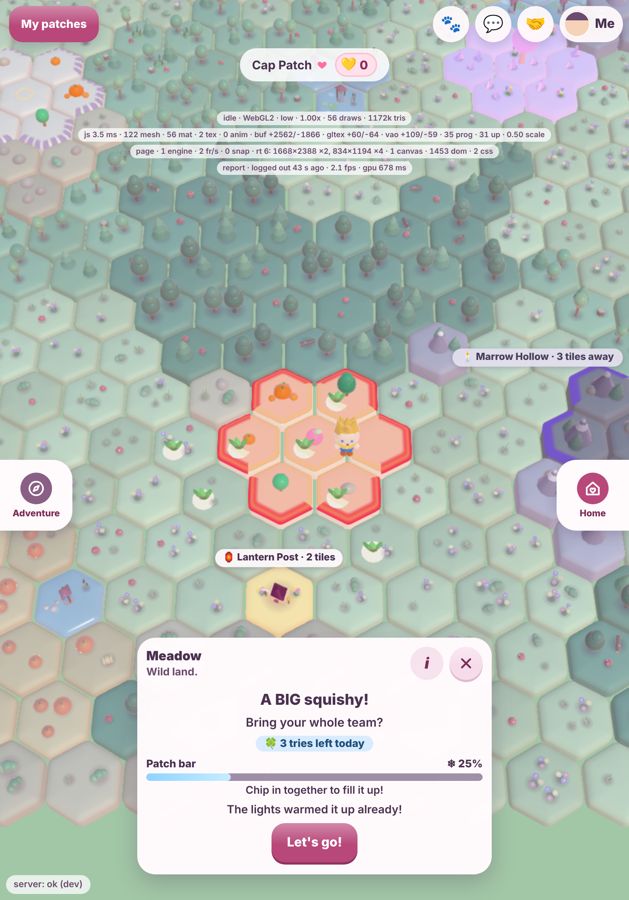 My patches
🐾 💬 🤝 Me
Cap Patch 💛 0
idle · WebGL2 · low · 1.00x · 56 draws · 1172k tris
js 3.5 ms · 122 mesh · 56 mat · 2 tex · 0 anim · buf +2562/-1866 · gltex +60/-64 · vao +109/-59 · 35 prog · 31 up · 0.50 scale
page · 1 engine · 2 fr/s · 0 snap · rt 6: 1668×2388 ×2, 834×1194 ×4 · 1 canvas · 1453 dom · 2 css
report · logged out 43 s ago · 2.1 fps · gpu 678 ms
Marrow Hollow · 3 tiles away
Adventure
Home
Lantern Post · 2 tiles
Meadow
Wild land.
i ✕
A BIG squishy!
Bring your whole team?
🍀 3 tries left today
Patch bar ❄ 25%
Chip in together to fill it up!
The lights warmed it up already!
Let's go!
server: ok (dev)